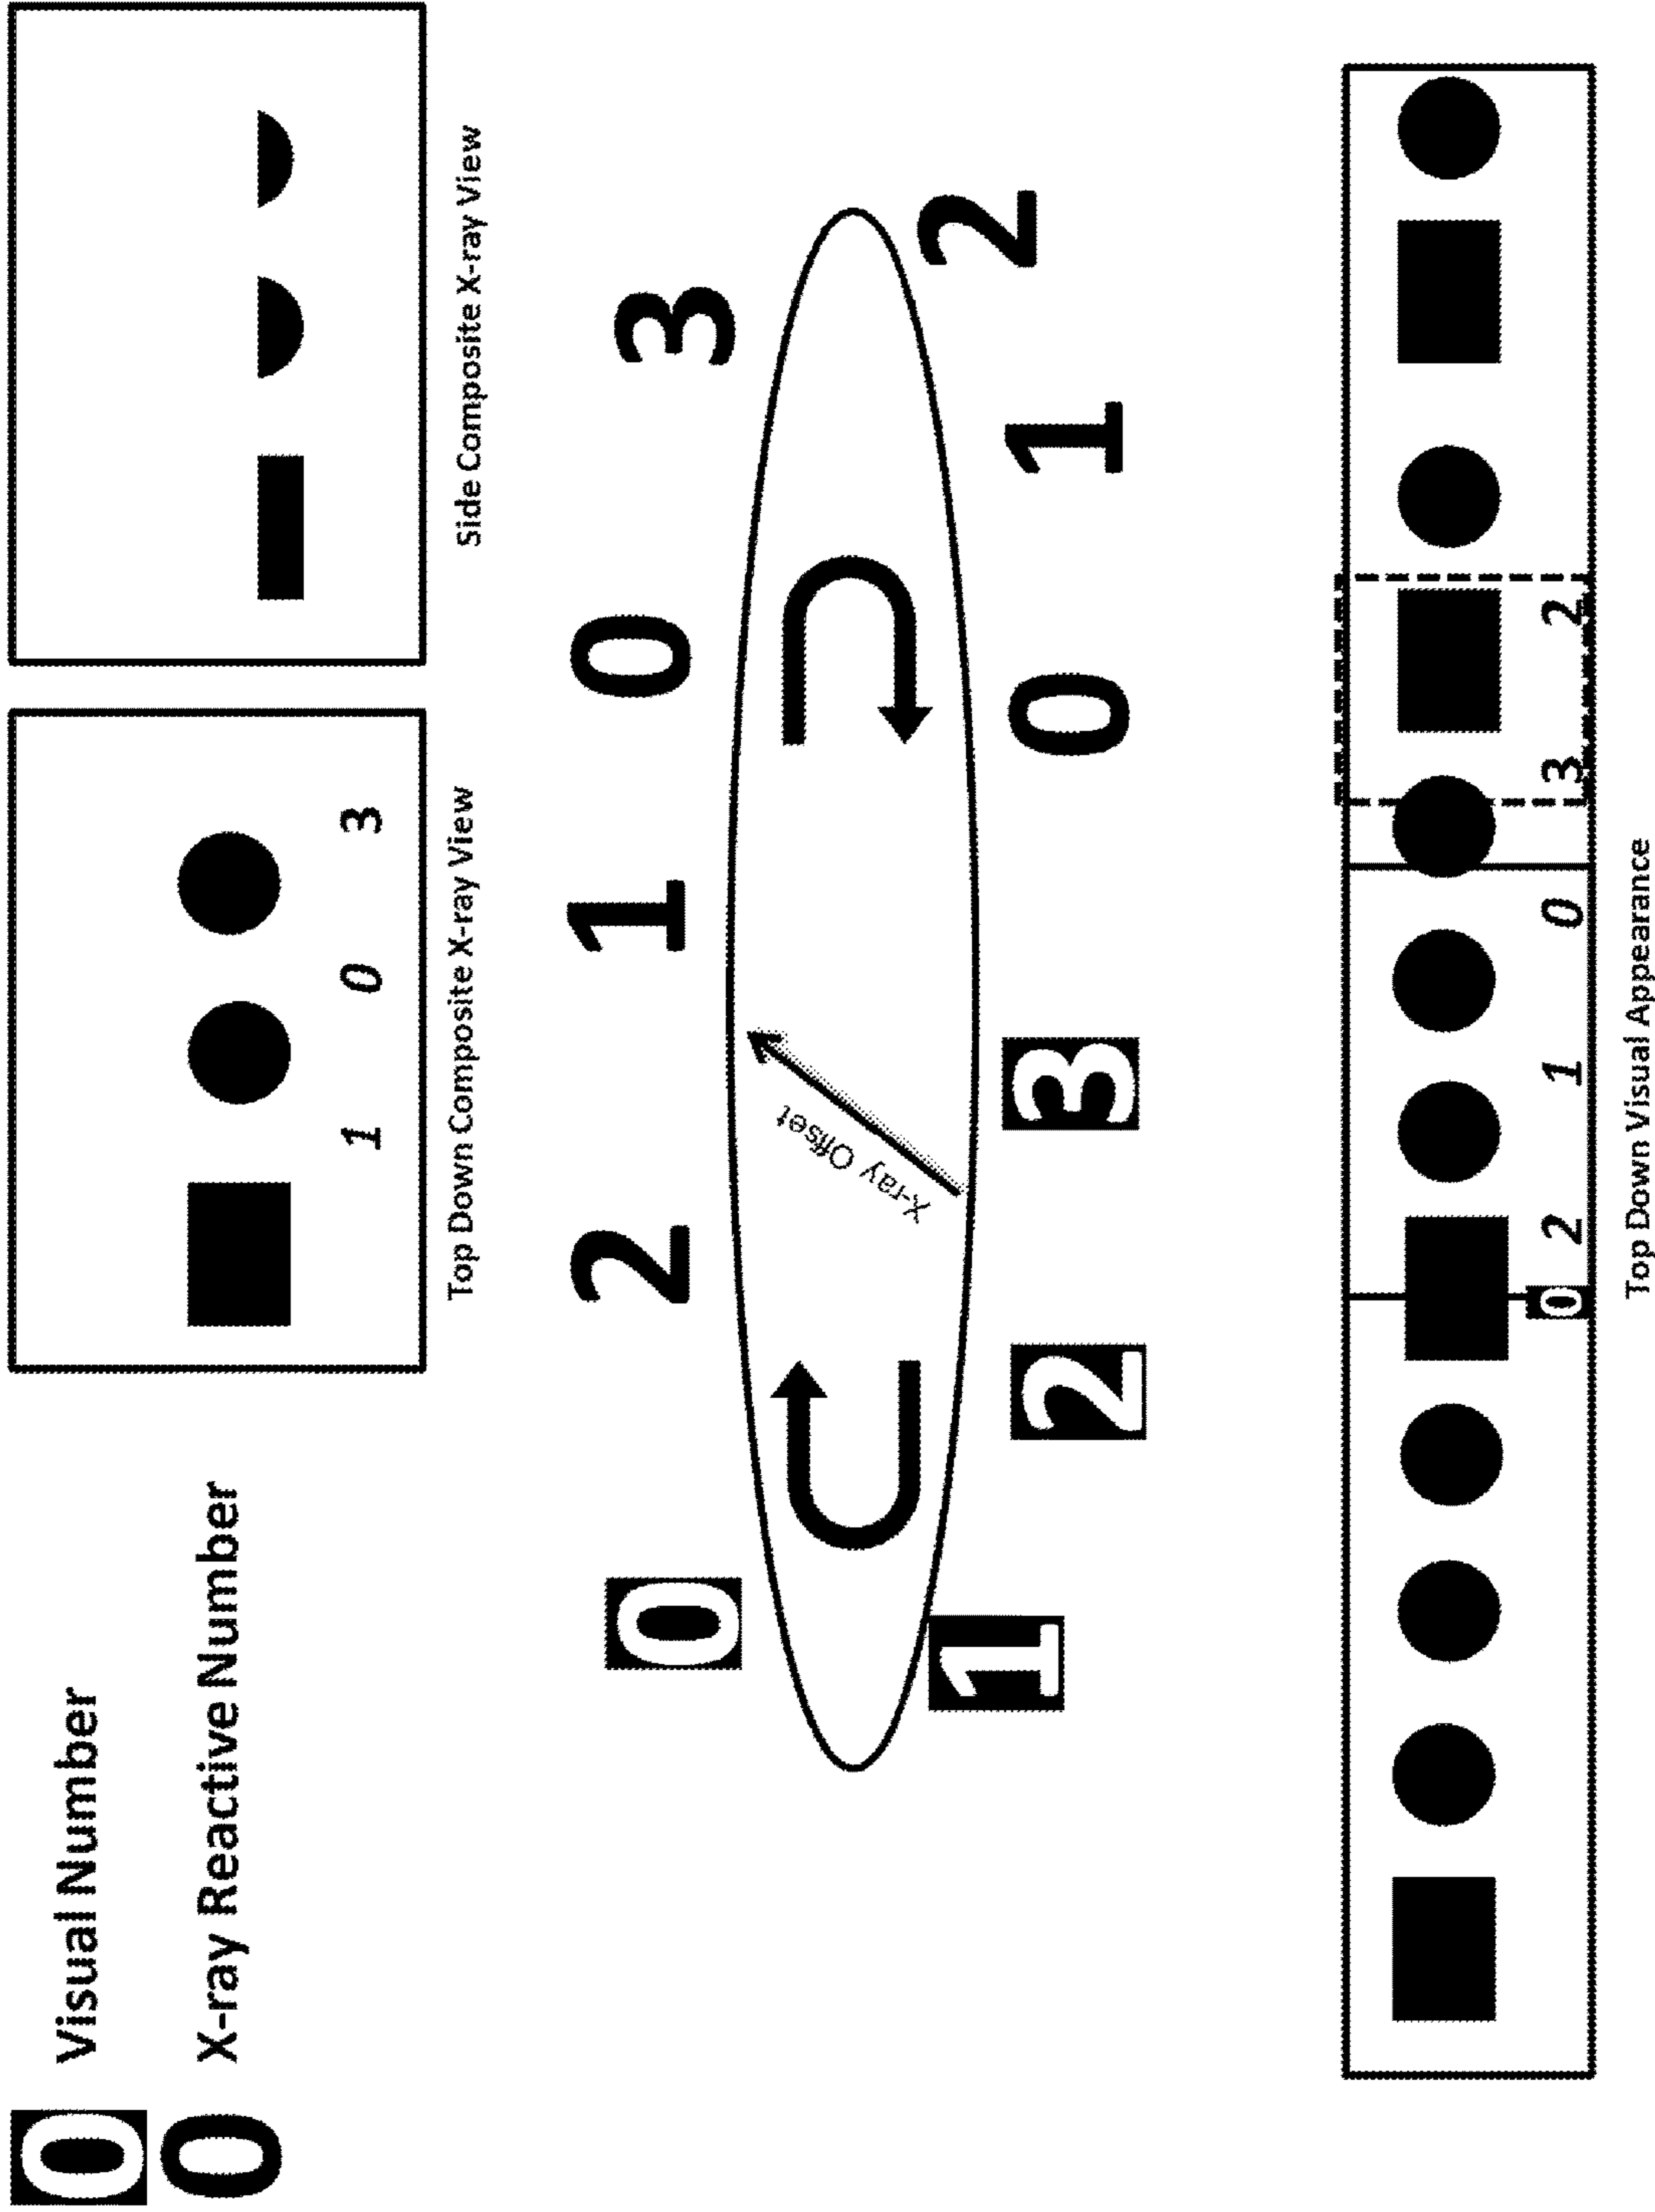 0 Visual Number
0 X-ray Reactive Number
1 0 3
Top Down Composite X-ray View
Side Composite X-ray View
0 2 1 0 3
X-ray Offset
1 2 3 0 1 2
0 2 1 0 3 2
Top Down Visual Appearance